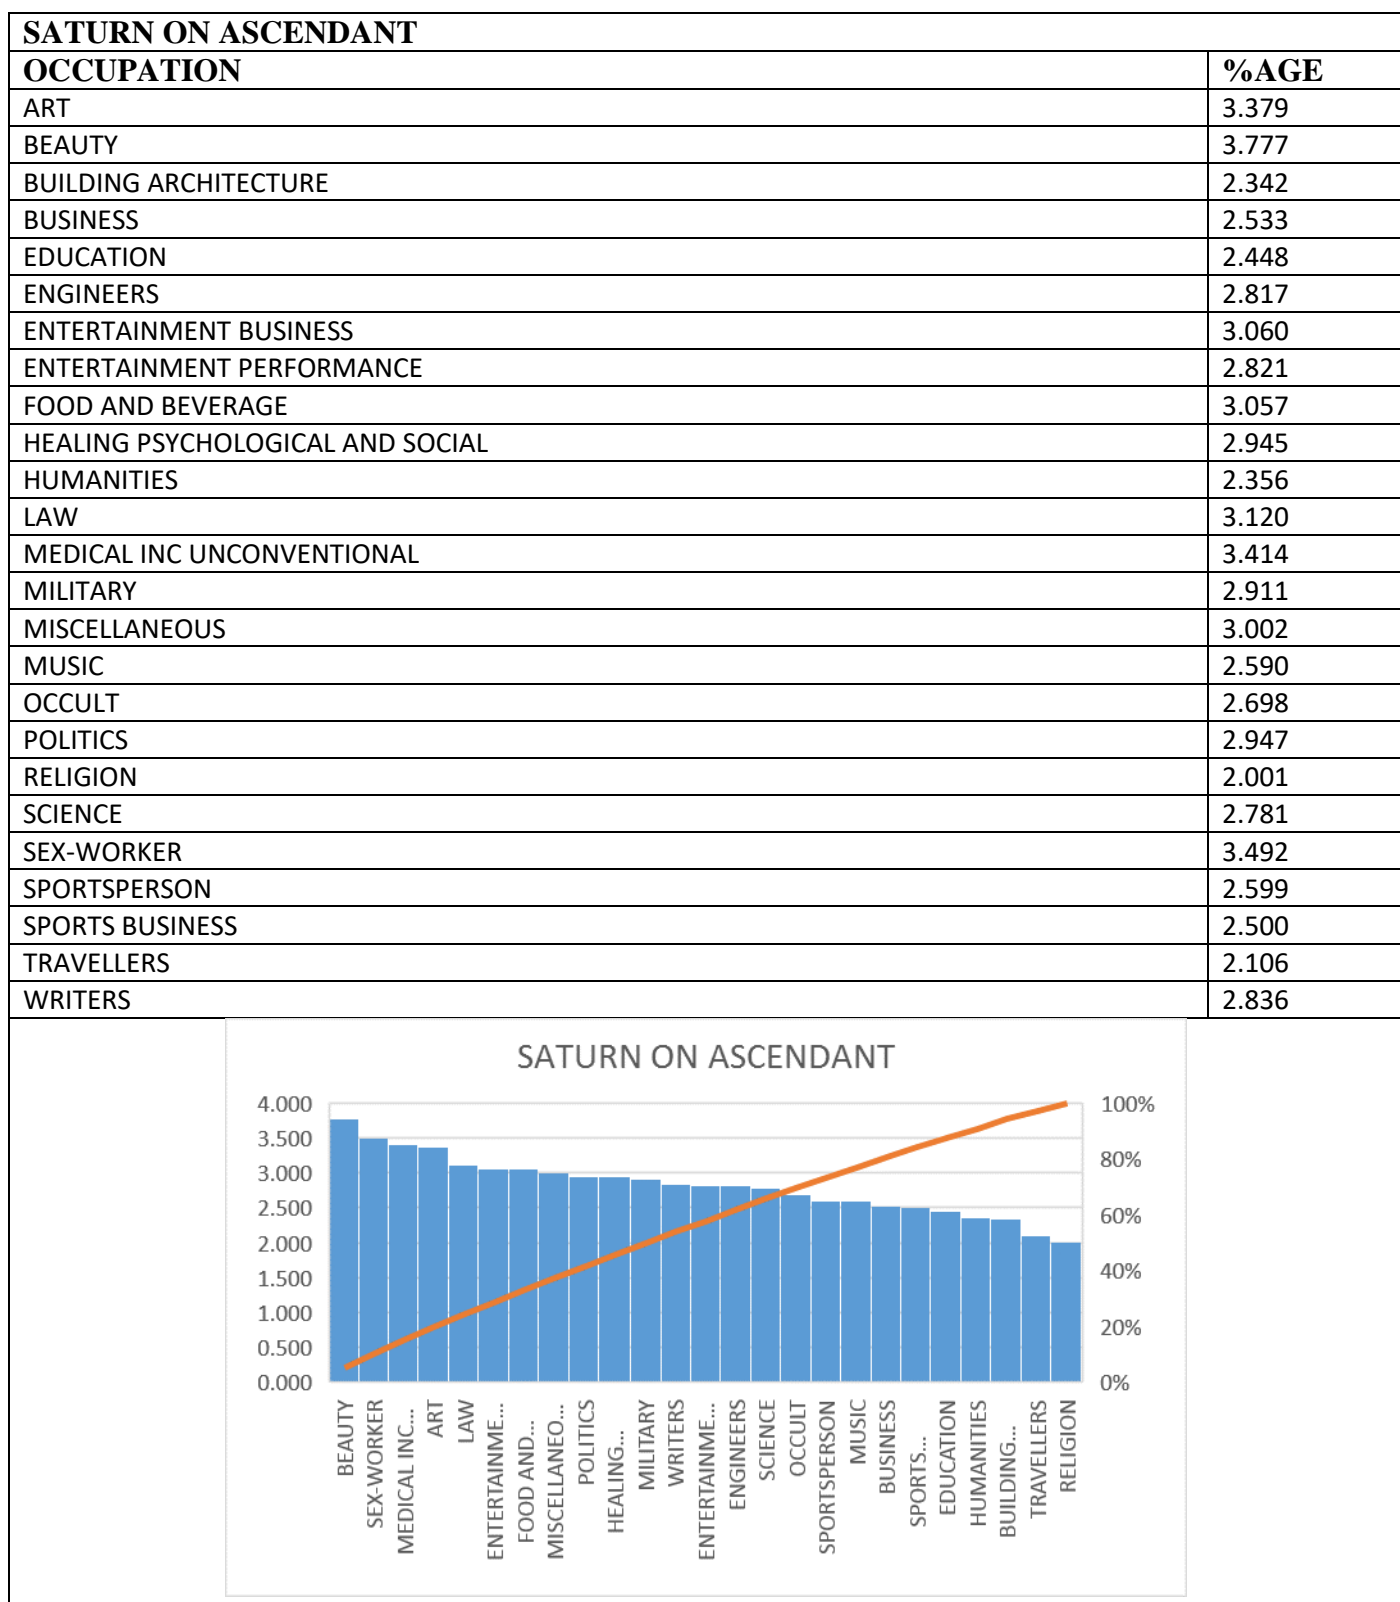 SATURN ON ASCENDANT
OCCUPATION %AGE
ART 3.379
BEAUTY 3.777
BUILDING ARCHITECTURE 2.342
BUSINESS 2.533
EDUCATION 2.448
ENGINEERS 2.817
ENTERTAINMENT BUSINESS 3.060
ENTERTAINMENT PERFORMANCE 2.821
FOOD AND BEVERAGE 3.057
HEALING PSYCHOLOGICAL AND SOCIAL 2.945
HUMANITIES 2.356
LAW 3.120
MEDICAL INC UNCONVENTIONAL 3.414
MILITARY 2.911
MISCELLANEOUS 3.002
MUSIC 2.590
OCCULT 2.698
POLITICS 2.947
RELIGION 2.001
SCIENCE 2.781
SEX-WORKER 3.492
SPORTSPERSON 2.599
SPORTS BUSINESS 2.500
TRAVELLERS 2.106
WRITERS 2.836
SATURN ON ASCENDANT
4.000 100%
3.500
3.000 80%
2.500
2.000 60%
1.500 40%
1.000
0.500 20%
0.000 0%
BEAUTY
SEX-WORKER
MEDICAL INC...
ART
LAW
ENTERTAINME...
FOOD AND...
MISCELLANEO...
POLITICS
HEALING...
MILITARY
WRITERS
ENTERTAINME...
ENGINEERS
SCIENCE
OCCULT
SPORTSPERSON
MUSIC
BUSINESS
SPORTS...
EDUCATION
HUMANITIES
BUILDING...
TRAVELLERS
RELIGION